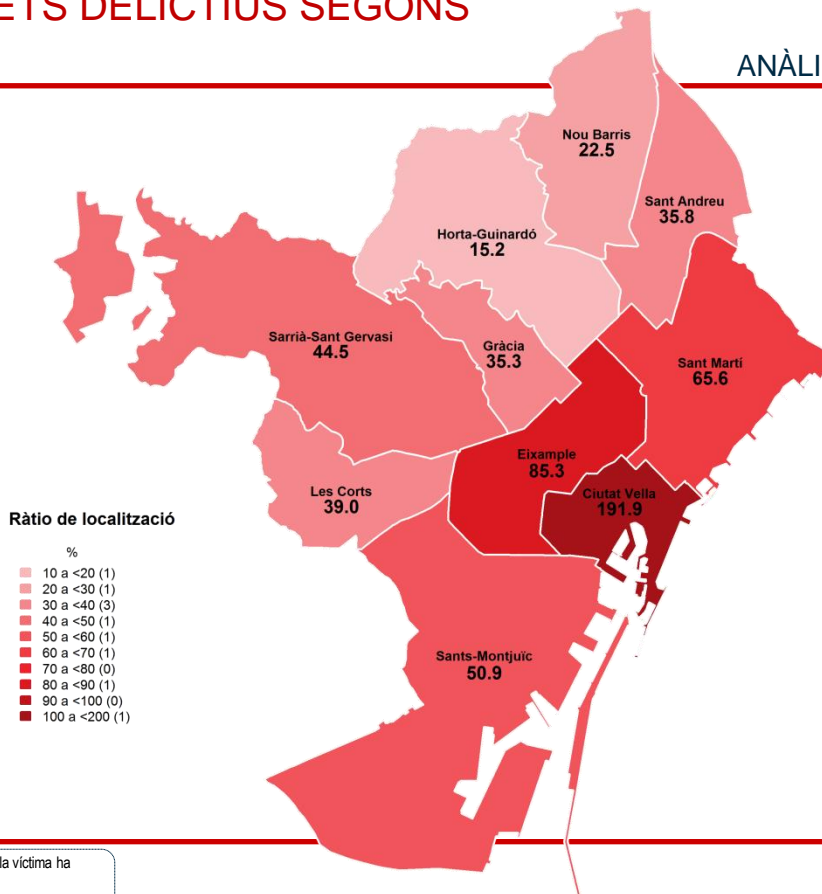 ETS DELICTIUS SEGONS
ANÀLI
Nou Barris
22.5
Sant Andreu
35.8
Horta-Guinardó
15.2
Sarrià-Sant Gervasi
44.5
Gràcia
35.3
Sant Martí
65.6
Eixample
85.3
Ciutat Vella
191.9
Les Corts
39.0
Sants-Montjuïc
50.9
Ràtio de localització
%
10 a <20 (1)
20 a <30 (1)
30 a <40 (3)
40 a <50 (1)
50 a <60 (1)
60 a <70 (1)
70 a <80 (0)
80 a <90 (1)
90 a <100 (0)
100 a <200 (1)
la víctima ha